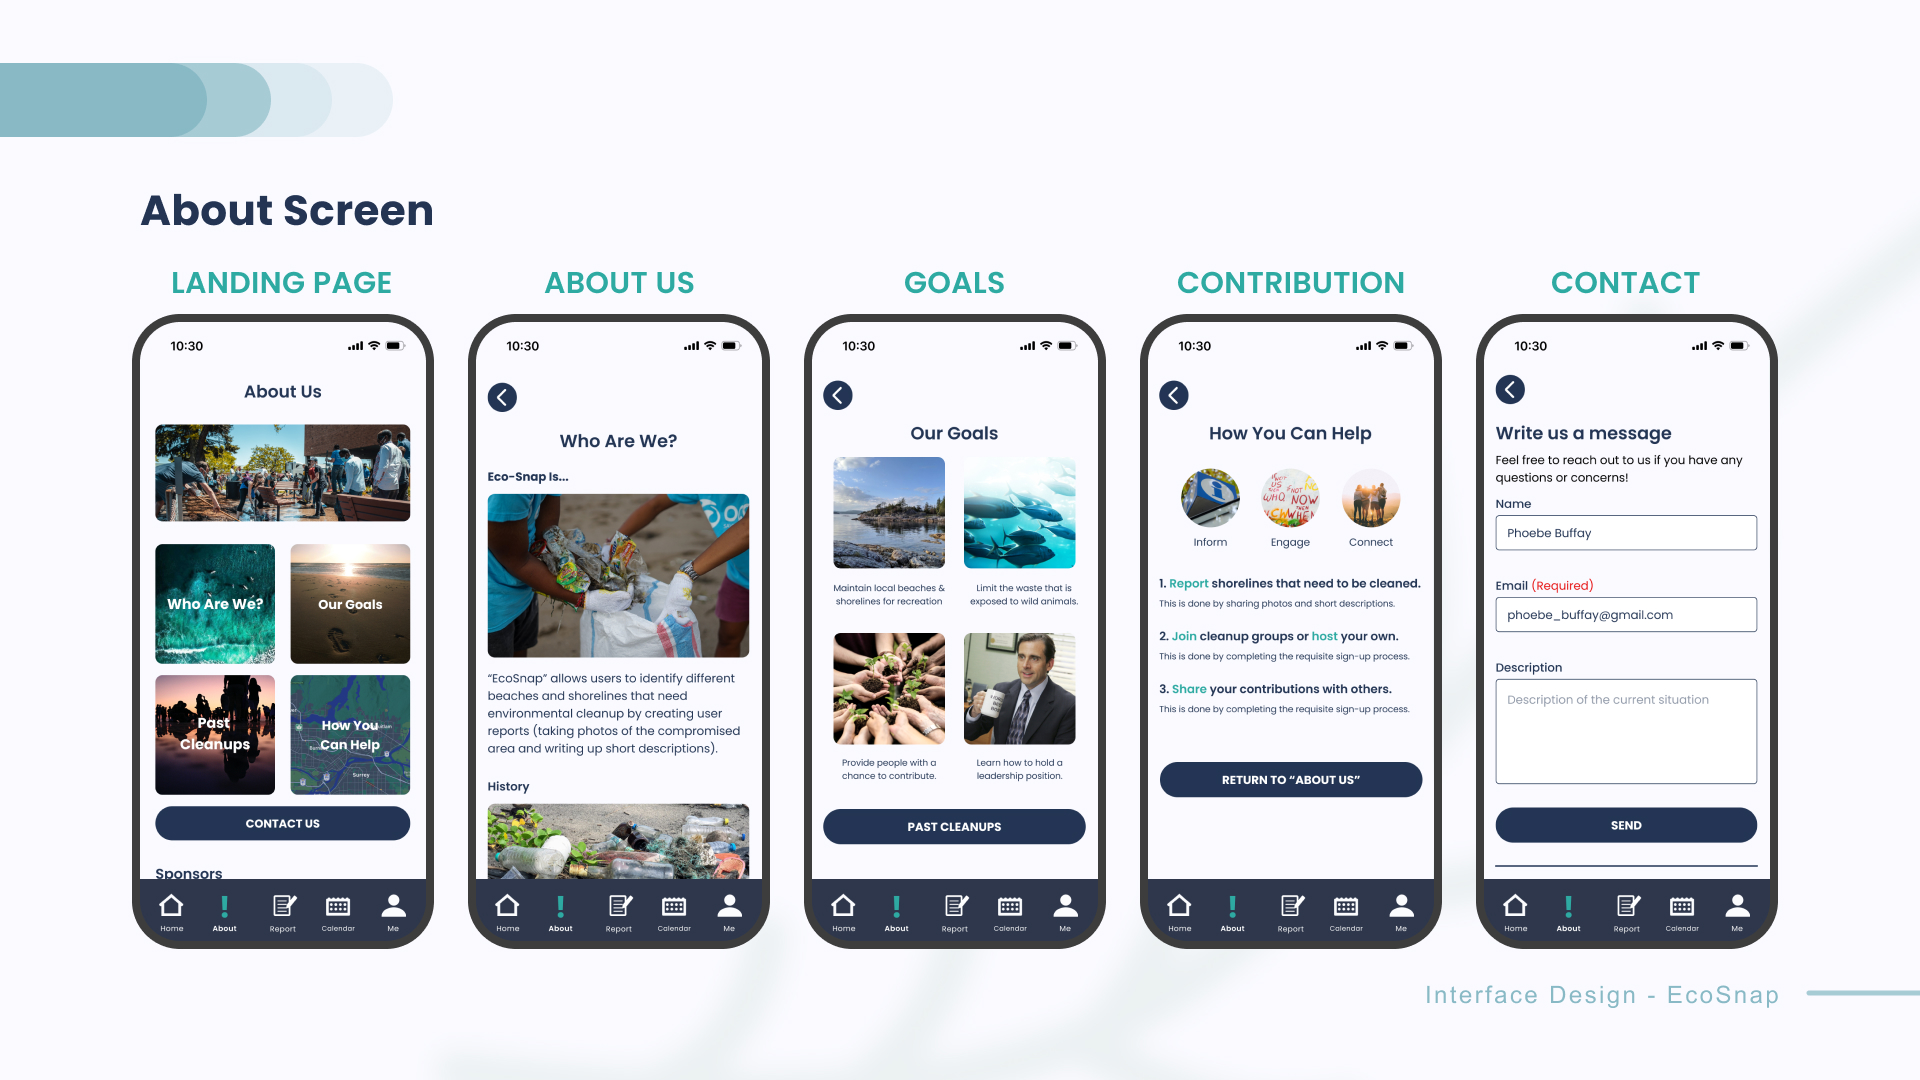 About Screen
LANDING PAGE
10:30
About Us
Who Are We?
Our Goals
Past
Cleanups
How You
Can Help
Surrey
CONTACT US
Sponsors
Home
About
Report
Calendar
Me
ABOUT US
10:30
Who Are We?
Eco-Snap Is...
“EcoSnap” allows users to identify different
beaches and shorelines that need
environmental cleanup by creating user
reports (taking photos of the compromised
area and writing up short descriptions).
History
Home
About
Report
Calendar
Me
GOALS
10:30
Our Goals
Maintain local beaches &
shorelines for recreation
Limit the waste that is
exposed to wild animals.
Provide people with a
chance to contribute.
Learn how to hold a
leadership position.
PAST CLEANUPS
Home
About
Report
Calendar
Me
CONTRIBUTION
10:30
How You Can Help
WHO NOW
WHEN
Inform
Engage
Connect
1. Report shorelines that need to be cleaned.
This is done by sharing photos and short descriptions.
2. Join cleanup groups or host your own.
This is done by completing the requisite sign-up process.
3. Share your contributions with others.
This is done by completing the requisite sign-up process.
RETURN TO “ABOUT US”
Home
About
Report
Calendar
Me
CONTACT
10:30
Write us a message
Feel free to reach out to us if you have any
questions or concerns!
Name
Phoebe Buffay
Email (Required)
phoebe_buffay@gmail.com
Description
Description of the current situation
SEND
Home
About
Report
Calendar
Me
Interface Design - EcoSnap